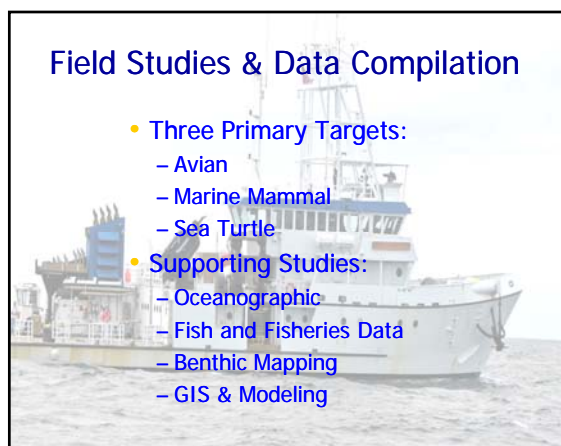 Field Studies & Data Compilation
• Three Primary Targets:
– Avian
– Marine Mammal
– Sea Turtle
• Supporting Studies:
– Oceanographic
– Fish and Fisheries Data
– Benthic Mapping
– GIS & Modeling